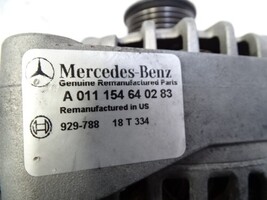 Mercedes-Benz
Genuine Remanufactured Parts
A 011 154 64 02 83
Remanufactured in US
929-788 18 T 334